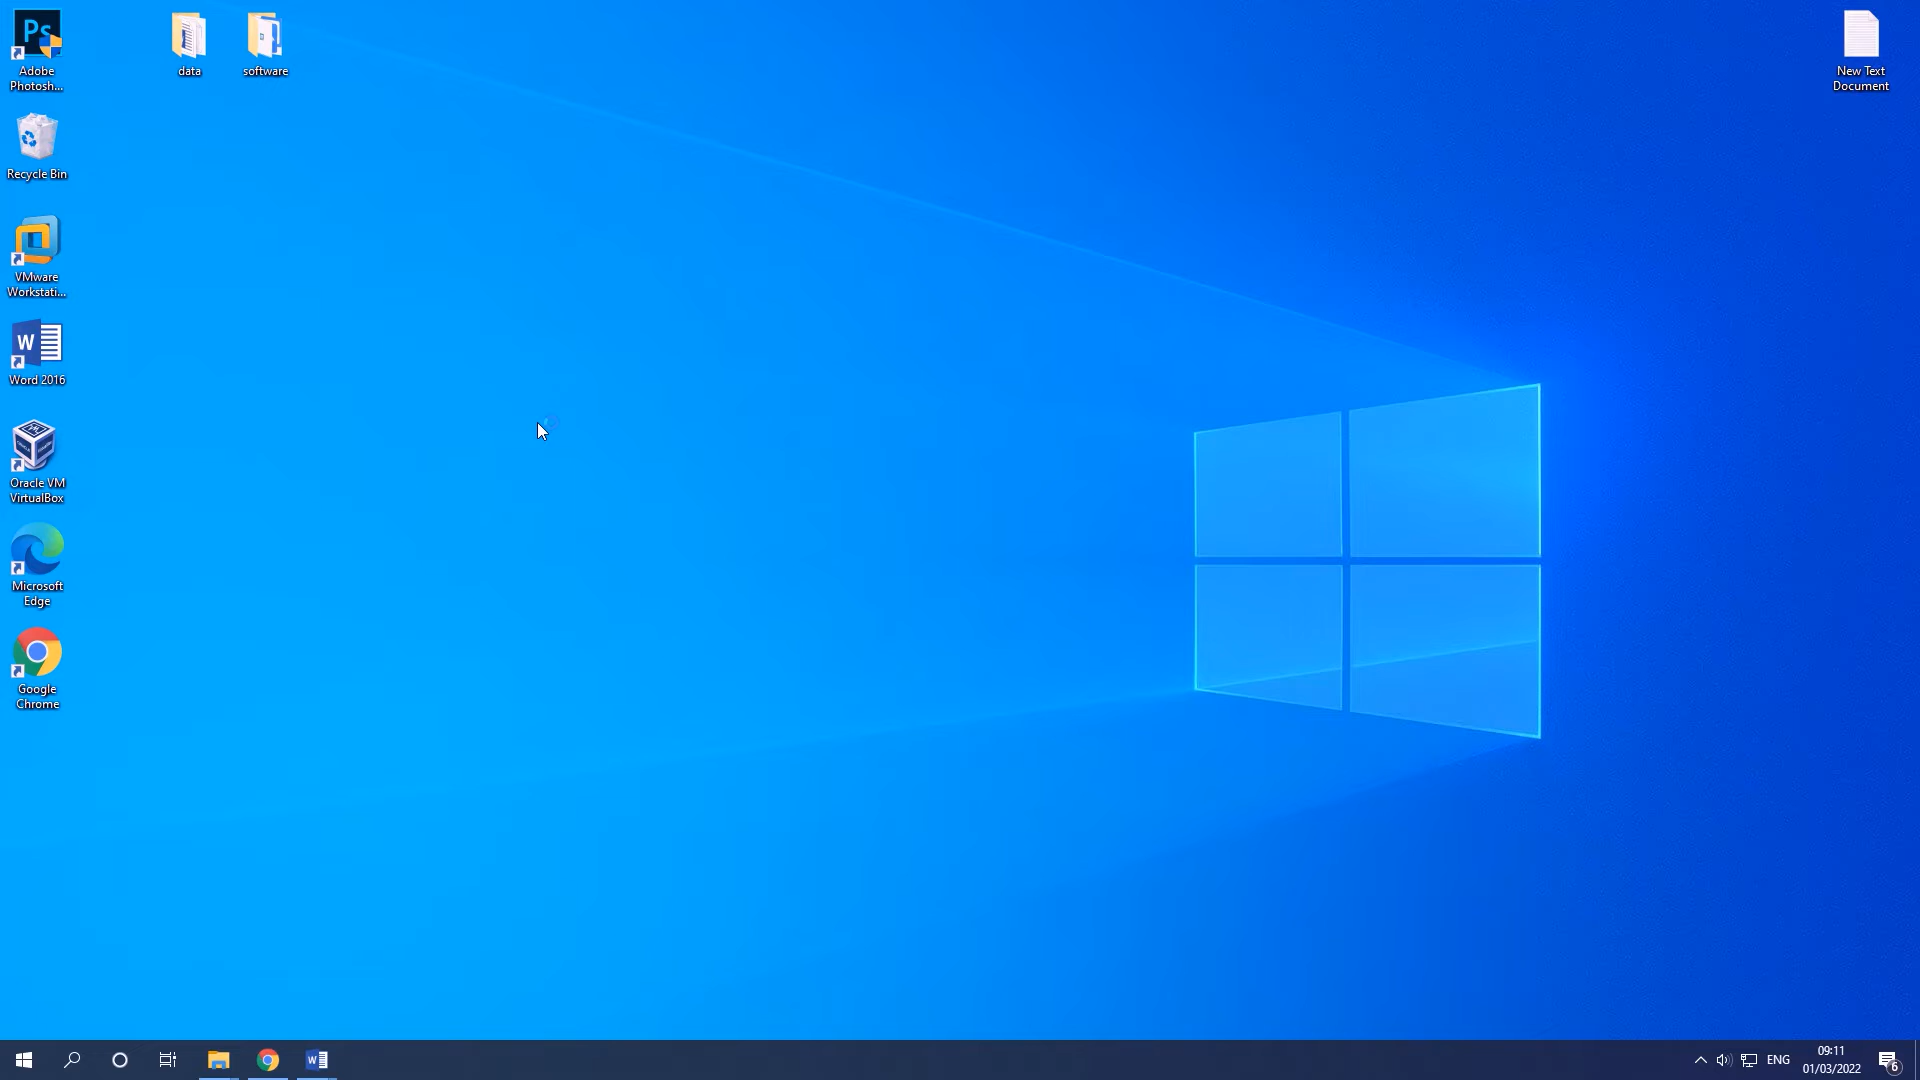 Ps
Adobe
Photosh...
data
software
New Text
Document
Recycle Bin
VMware
Workstati...
W
Word 2016
Oracle VM
VirtualBox
Microsoft
Edge
Google
Chrome
W
ENG
09:11
01/03/2022
6